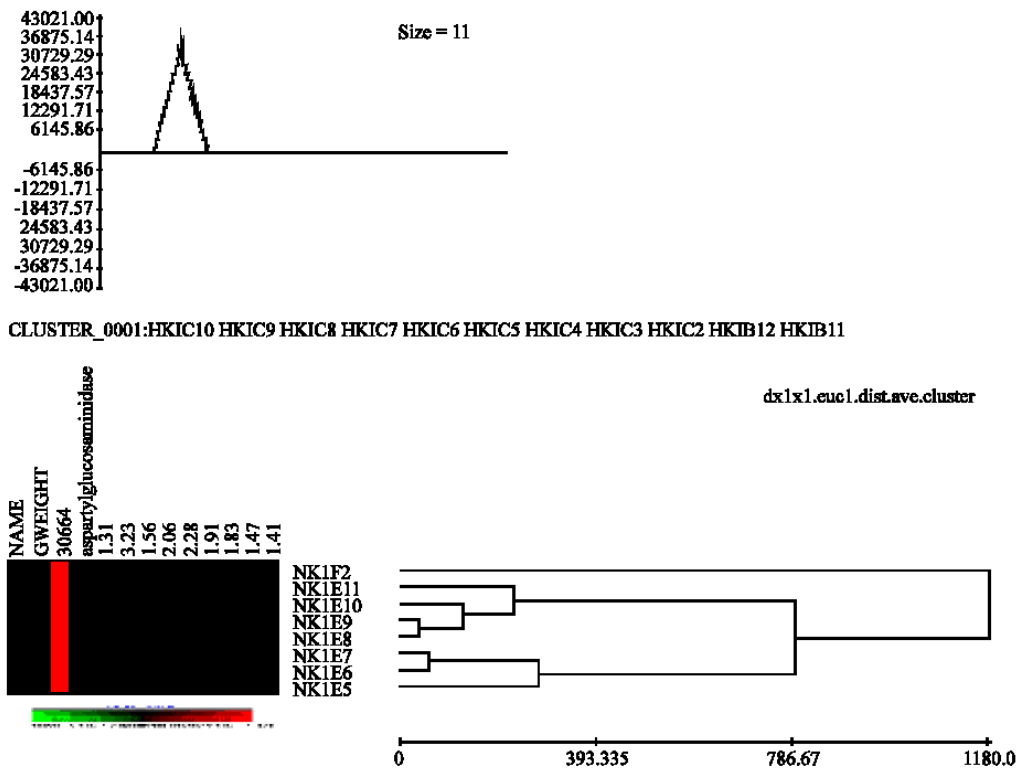 43021.00
36875.14
30729.29
24583.43
18437.57
12291.71
6145.86
-6145.86
-12291.71
-18437.57
24583.43
30729.29
-36875.14
-43021.00
Size = 11
CLUSTER_0001:HKIC10 HKIC9 HKIC8 HKIC7 HKIC6 HKIC5 HKIC4 HKIC3 HKIC2 HKIB12 HKIB11
dx1x1.euc1.dist.ave.cluster
NAME
GWEIGHT
30664
aspartylglucosaminidase
1.31
3.23
1.56
2.06
2.28
1.91
1.83
1.47
1.41
NK1F2
NK1E11
NK1E10
NK1E9
NK1E8
NK1E7
NK1E6
NK1E5
0 393.335 786.67 1180.0